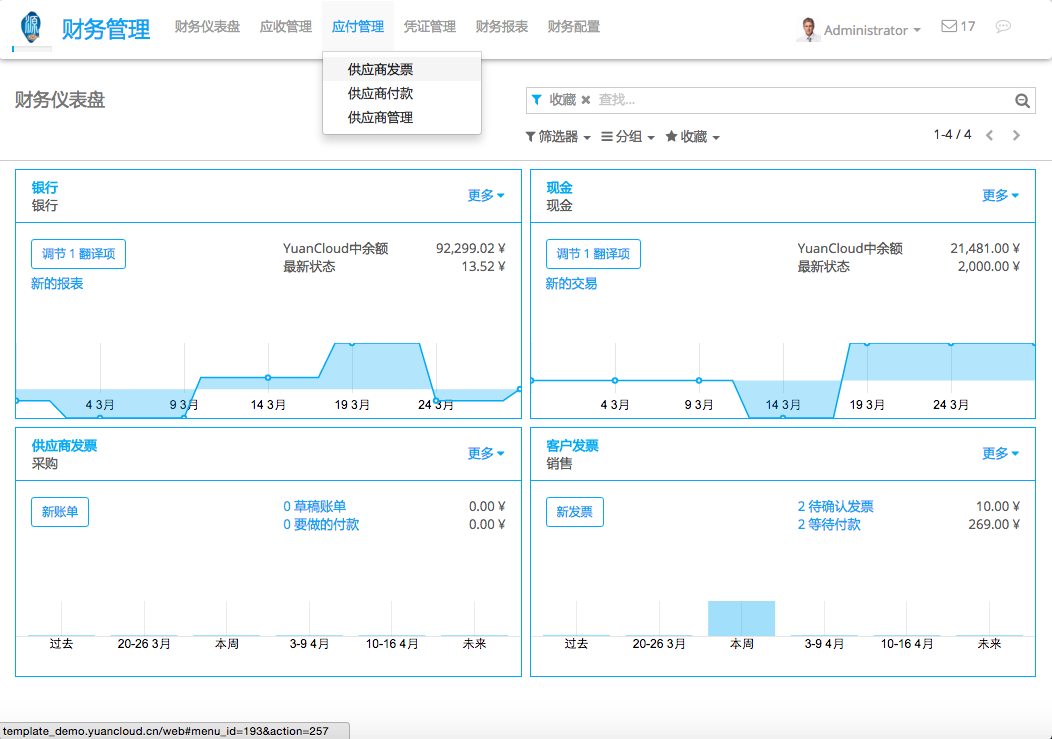 财务管理 财务仪表盘 应收管理 应付管理 凭证管理 财务报表 财务配置 Administrator 17
供应商发票
供应商付款
供应商管理
财务仪表盘
收藏 ✖ 查找...
筛选器 分组 收藏 1-4 / 4
银行
银行
更多
调节 1 翻译项
新的报表
YuanCloud中余额 92,299.02 ¥
最新状态 13.52 ¥
4 3月 9 3月 14 3月 19 3月 24 3月
现金
现金
更多
调节 1 翻译项
新的交易
YuanCloud中余额 21,481.00 ¥
最新状态 2,000.00 ¥
4 3月 9 3月 14 3月 19 3月 24 3月
供应商发票
采购
更多
新账单
0 草稿账单 0.00 ¥
0 要做的付款 0.00 ¥
过去 20-26 3月 本周 3-9 4月 10-16 4月 未来
客户发票
销售
更多
新发票
2 待确认发票 10.00 ¥
2 等待付款 269.00 ¥
过去 20-26 3月 本周 3-9 4月 10-16 4月 未来
template_demo.yuancloud.cn/web#menu_id=193&action=257